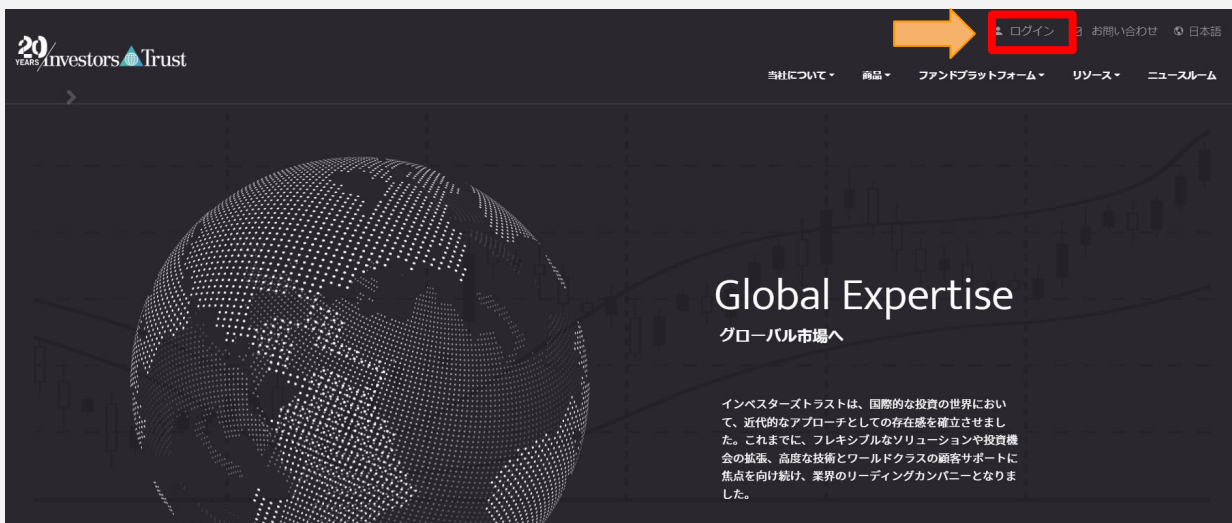 ログイン お問い合わせ 日本語
20 YEARS Investors Trust
当社について 商品 ファンドプラットフォーム リソース ニュースルーム
Global Expertise
グローバル市場へ
インベスターズトラストは、国際的な投資の世界におい
て、近代的なアプローチとしての存在感を確立させまし
た。これまでに、フレキシブルなソリューションや投資機
会の拡張、高度な技術とワールドクラスの顧客サポートに
焦点を向け続け、業界のリーディングカンパニーとなりま
した。